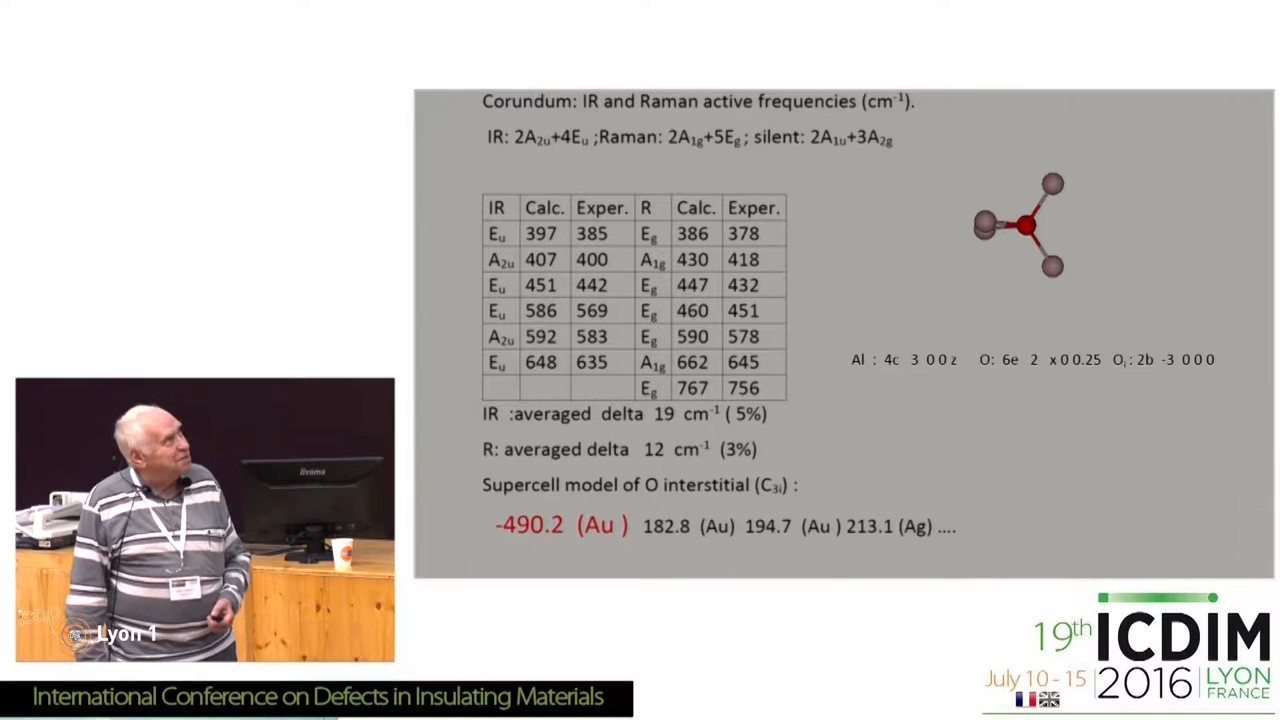 Corundum: IR and Raman active frequencies (cm-1).
IR: 2A2u+4Eu ;Raman: 2A1g+5Eg ; silent: 2A1u+3A2g
IR Calc. Exper. R Calc. Exper.
Eu 397 385 Eg 386 378
A2u 407 400 A1g 430 418
Eu 451 442 Eg 447 432
Eu 586 569 Eg 460 451
A2u 592 583 Eg 590 578
Eu 648 635 A1g 662 645
Eg 767 756
IR :averaged delta 19 cm-1 ( 5%)
R: averaged delta 12 cm-1 (3%)
Supercell model of O interstitial (C3i) :
-490.2 (Au ) 182.8 (Au) 194.7 (Au ) 213.1 (Ag) ....
Al : 4c 3 0 0 z O: 6e 2 x 0 0.25 Oi : 2b -3 0 0 0
iiyama
icap
Lyon 1
International Conference on Defects in Insulating Materials
19th ICDIM
July 10 - 15 2016 LYON
FRANCE